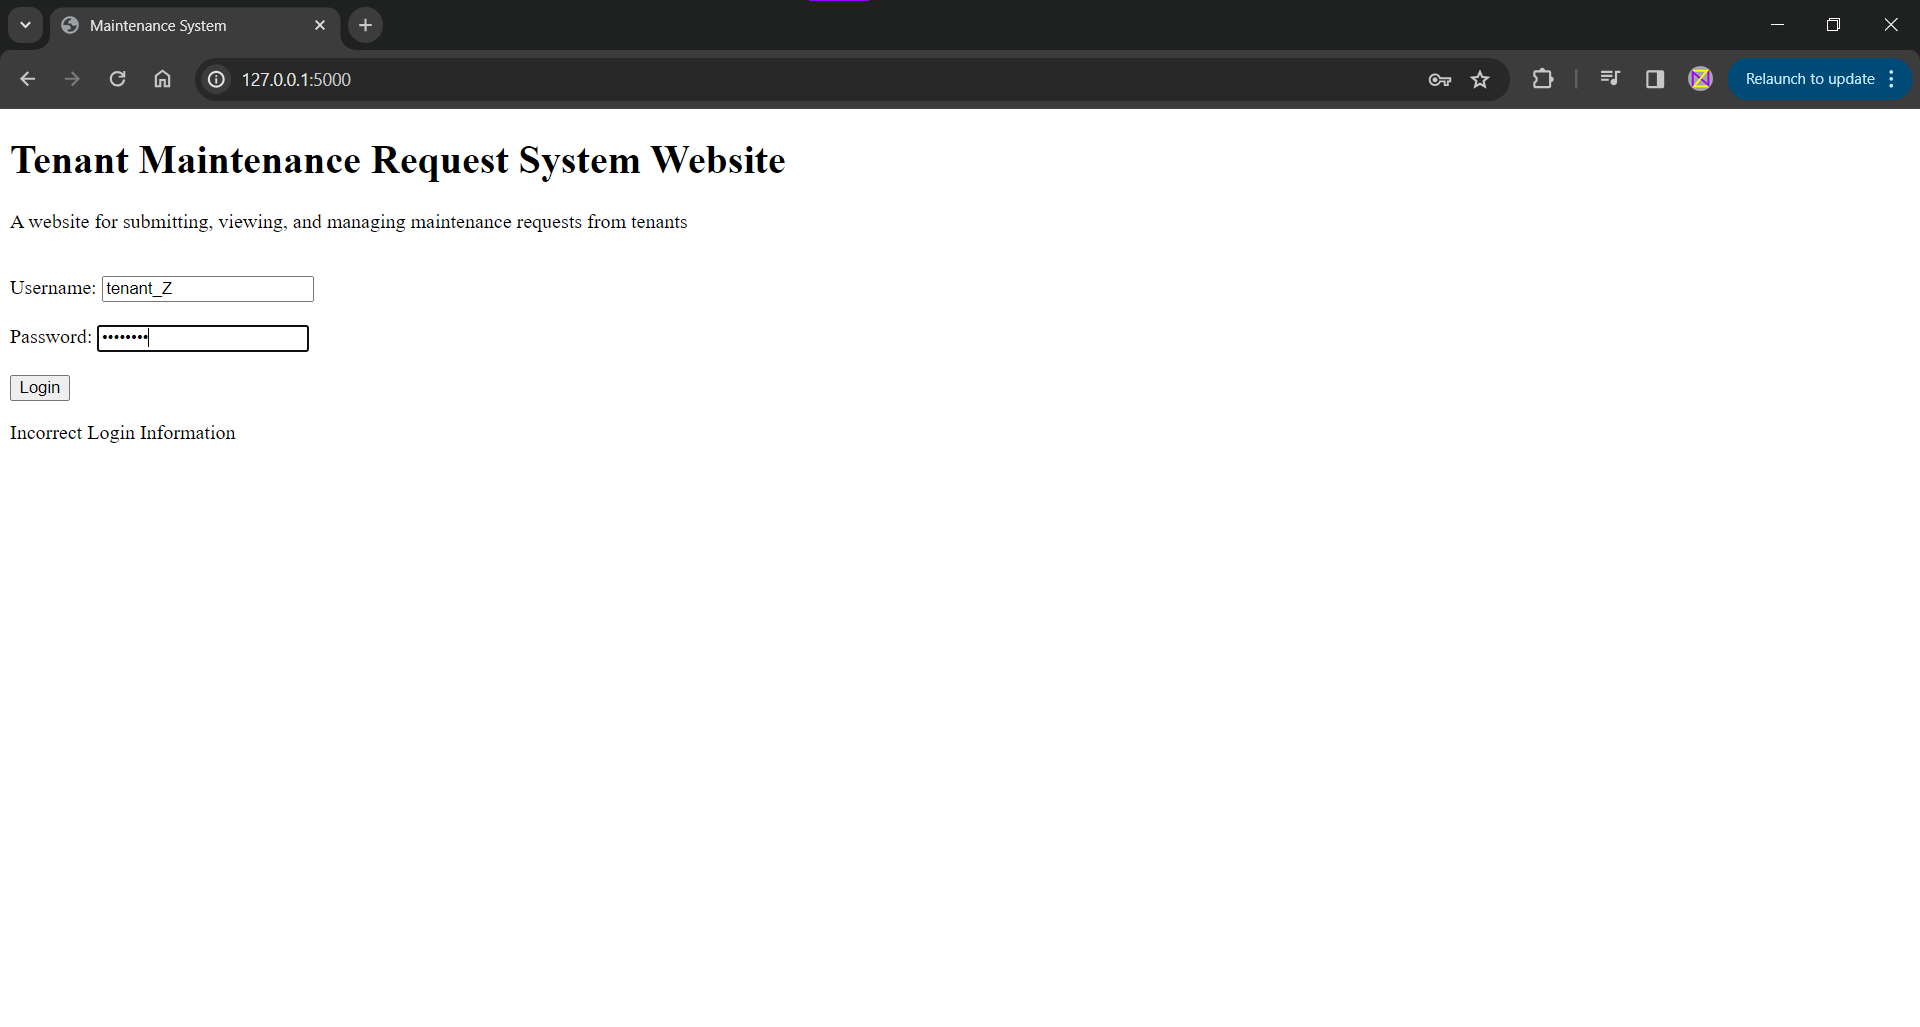 Maintenance System
127.0.0.1:5000
Relaunch to update
Tenant Maintenance Request System Website
A website for submitting, viewing, and managing maintenance requests from tenants
Username: tenant_Z
Password: ••••••••
Login
Incorrect Login Information